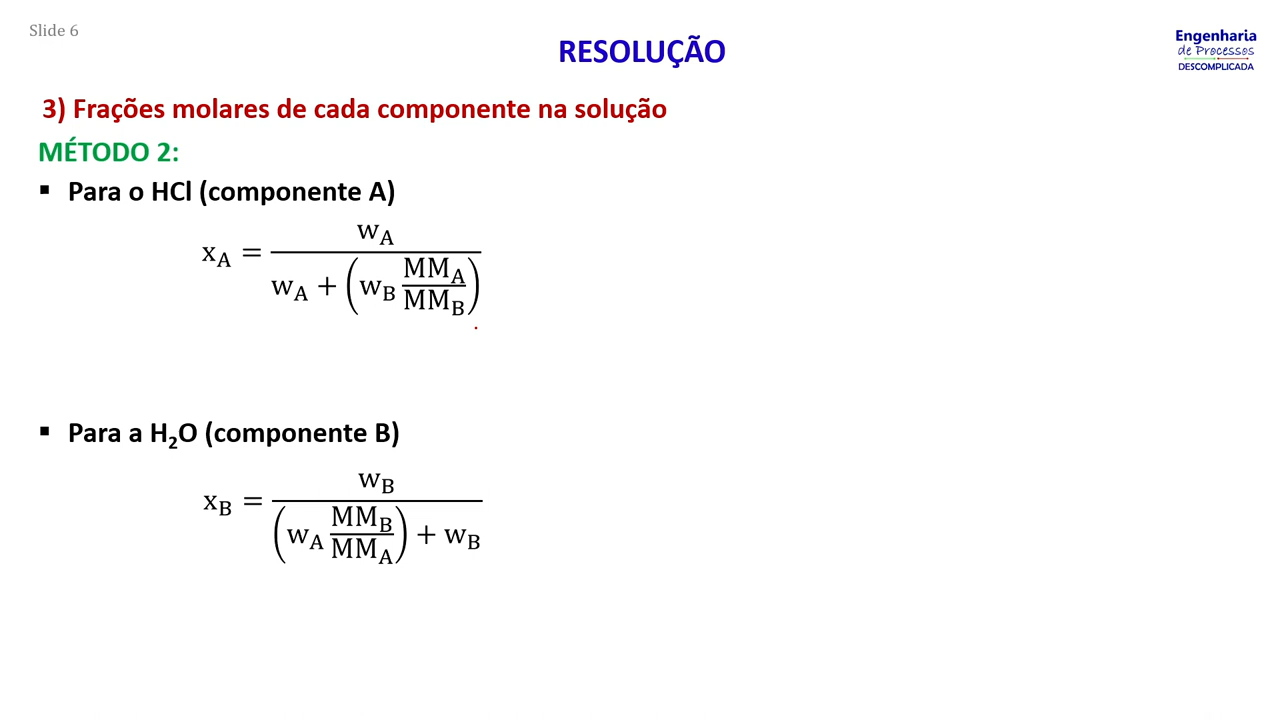 Slide 6
RESOLUÇÃO
Engenharia
de Processos
DESCOMPLICADA
3) Frações molares de cada componente na solução
MÉTODO 2:
▪ Para o HCl (componente A)
x_A = w_A / (w_A + (w_B MM_A/MM_B))
▪ Para a H₂O (componente B)
x_B = w_B / ((w_A MM_B/MM_A) + w_B)